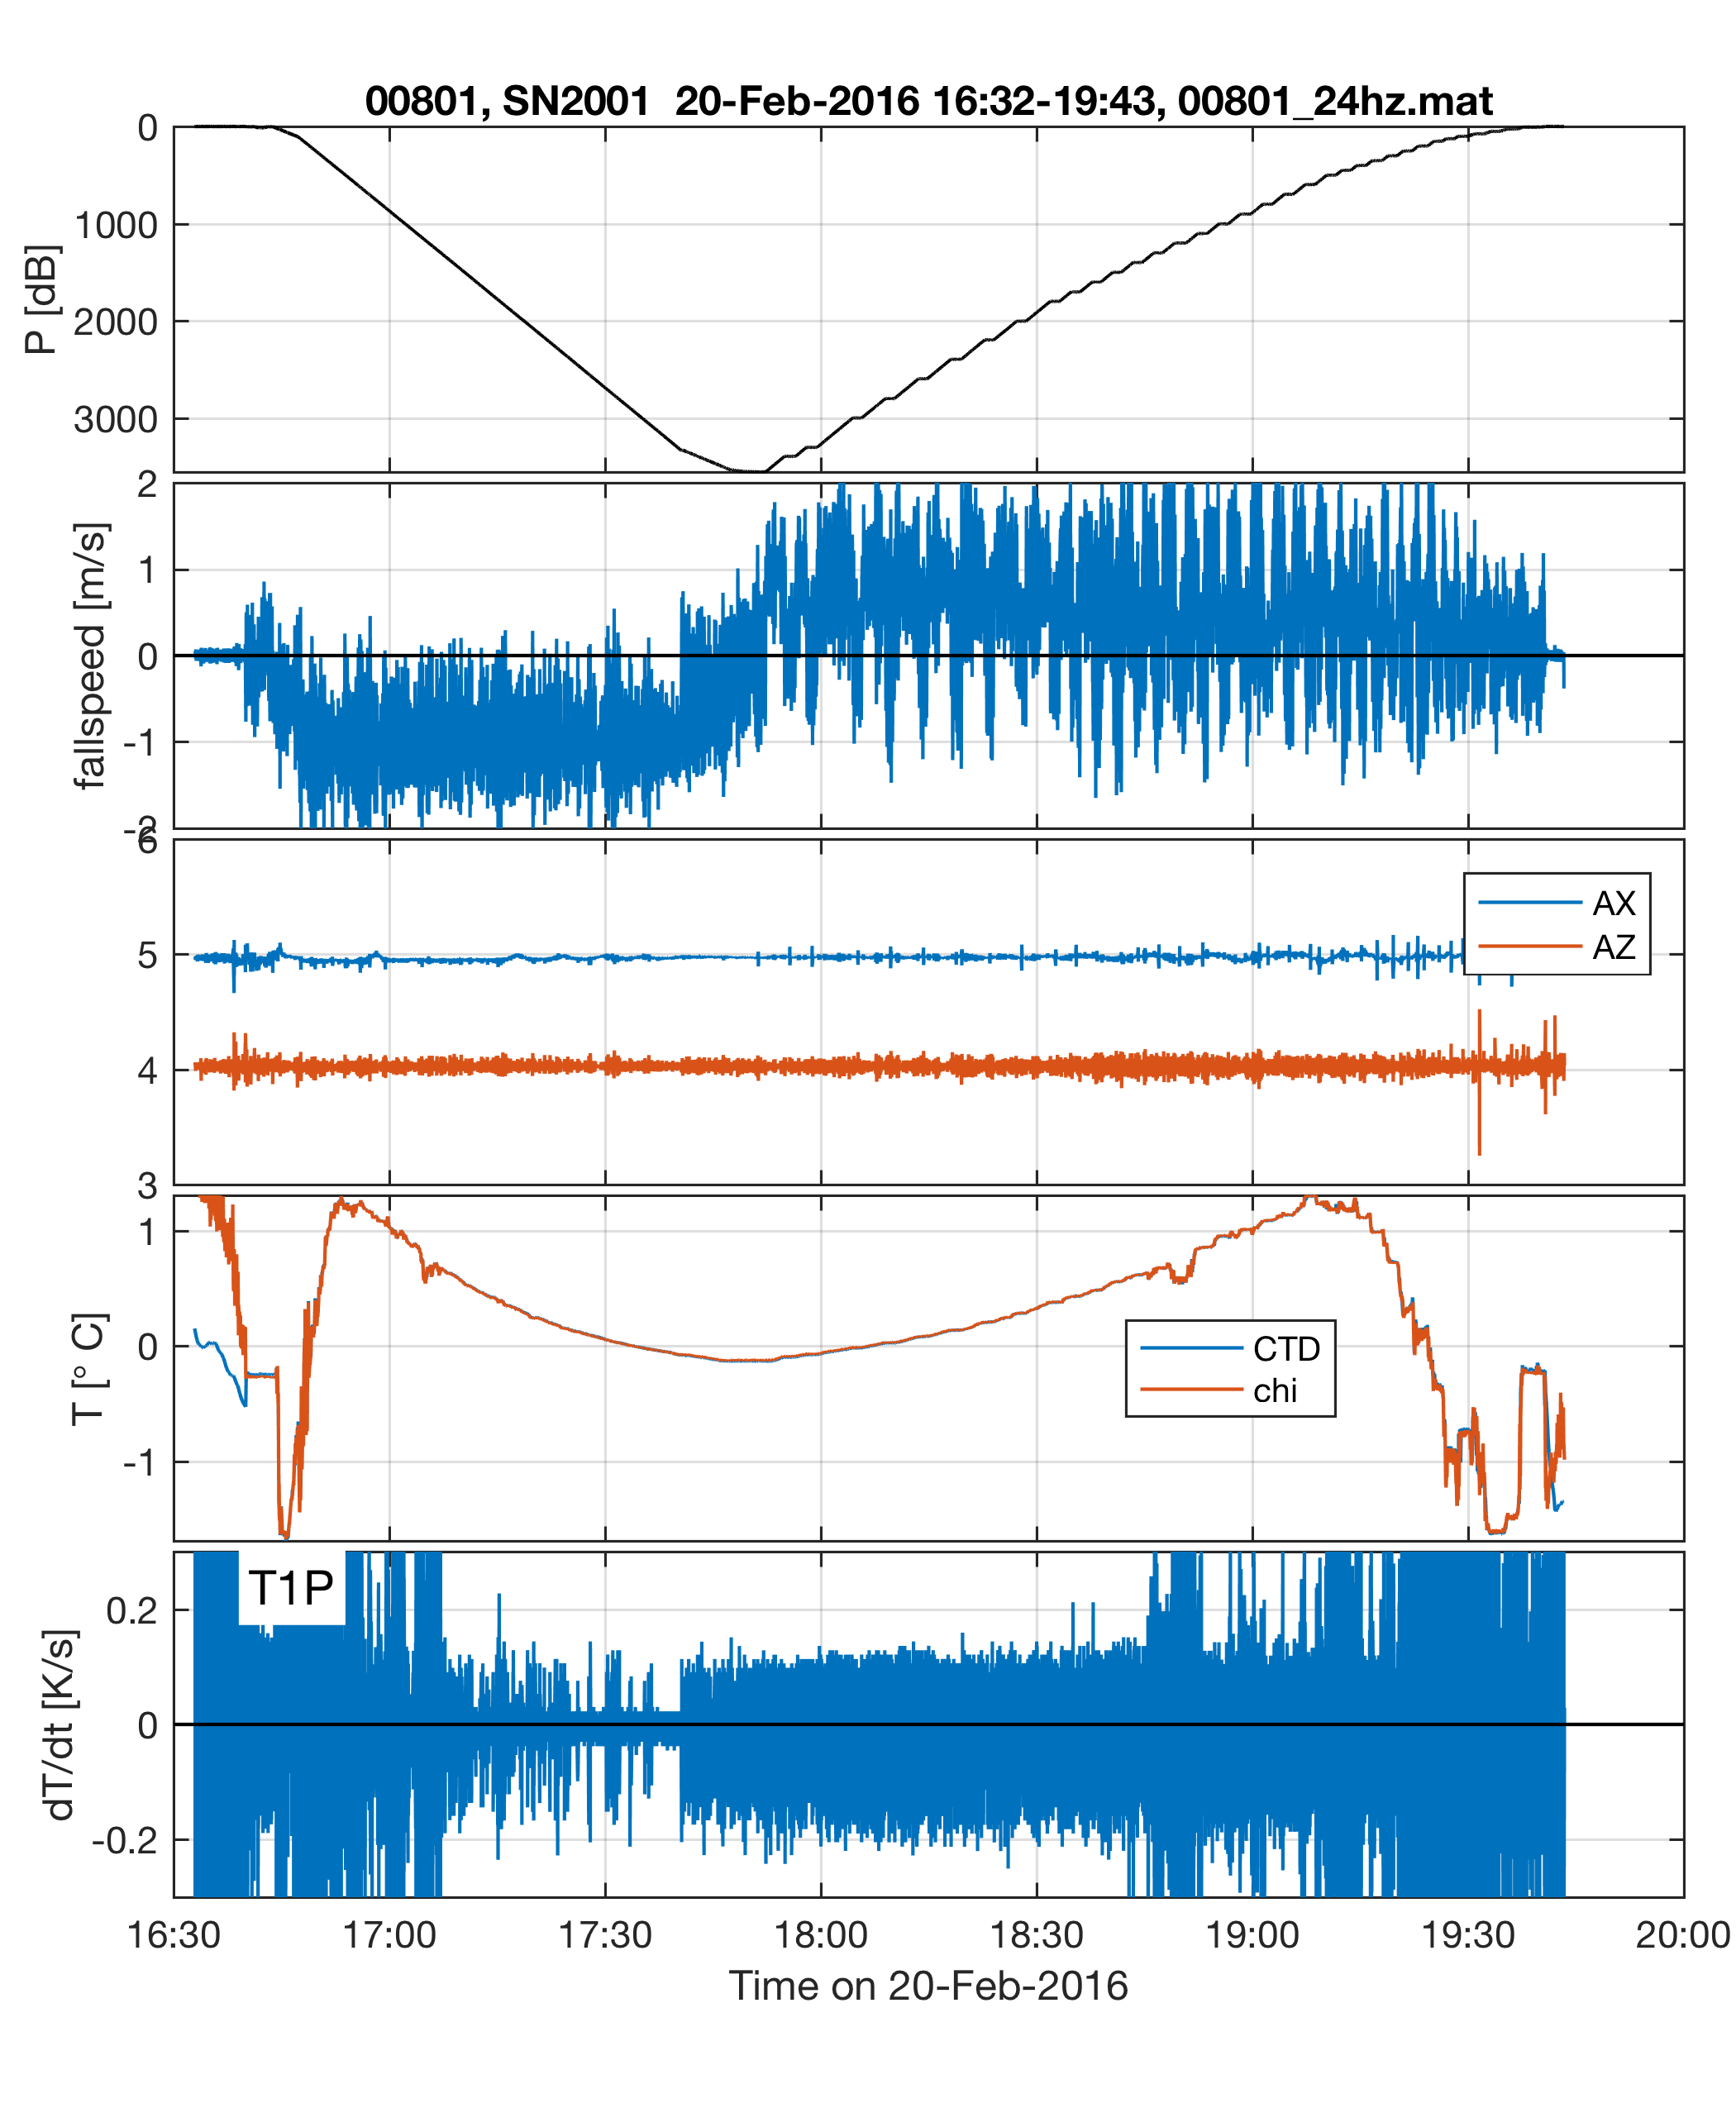 00801, SN2001  20-Feb-2016 16:32-19:43, 00801_24hz.mat
0
1000
2000
3000
P [dB]
2
1
0
-1
-2
fallspeed [m/s]
6
5
4
3
AX
AZ
1
0
-1
T [° C]
CTD
chi
T1P
0.2
0
-0.2
dT/dt [K/s]
16:30 17:00 17:30 18:00 18:30 19:00 19:30 20:00
Time on 20-Feb-2016